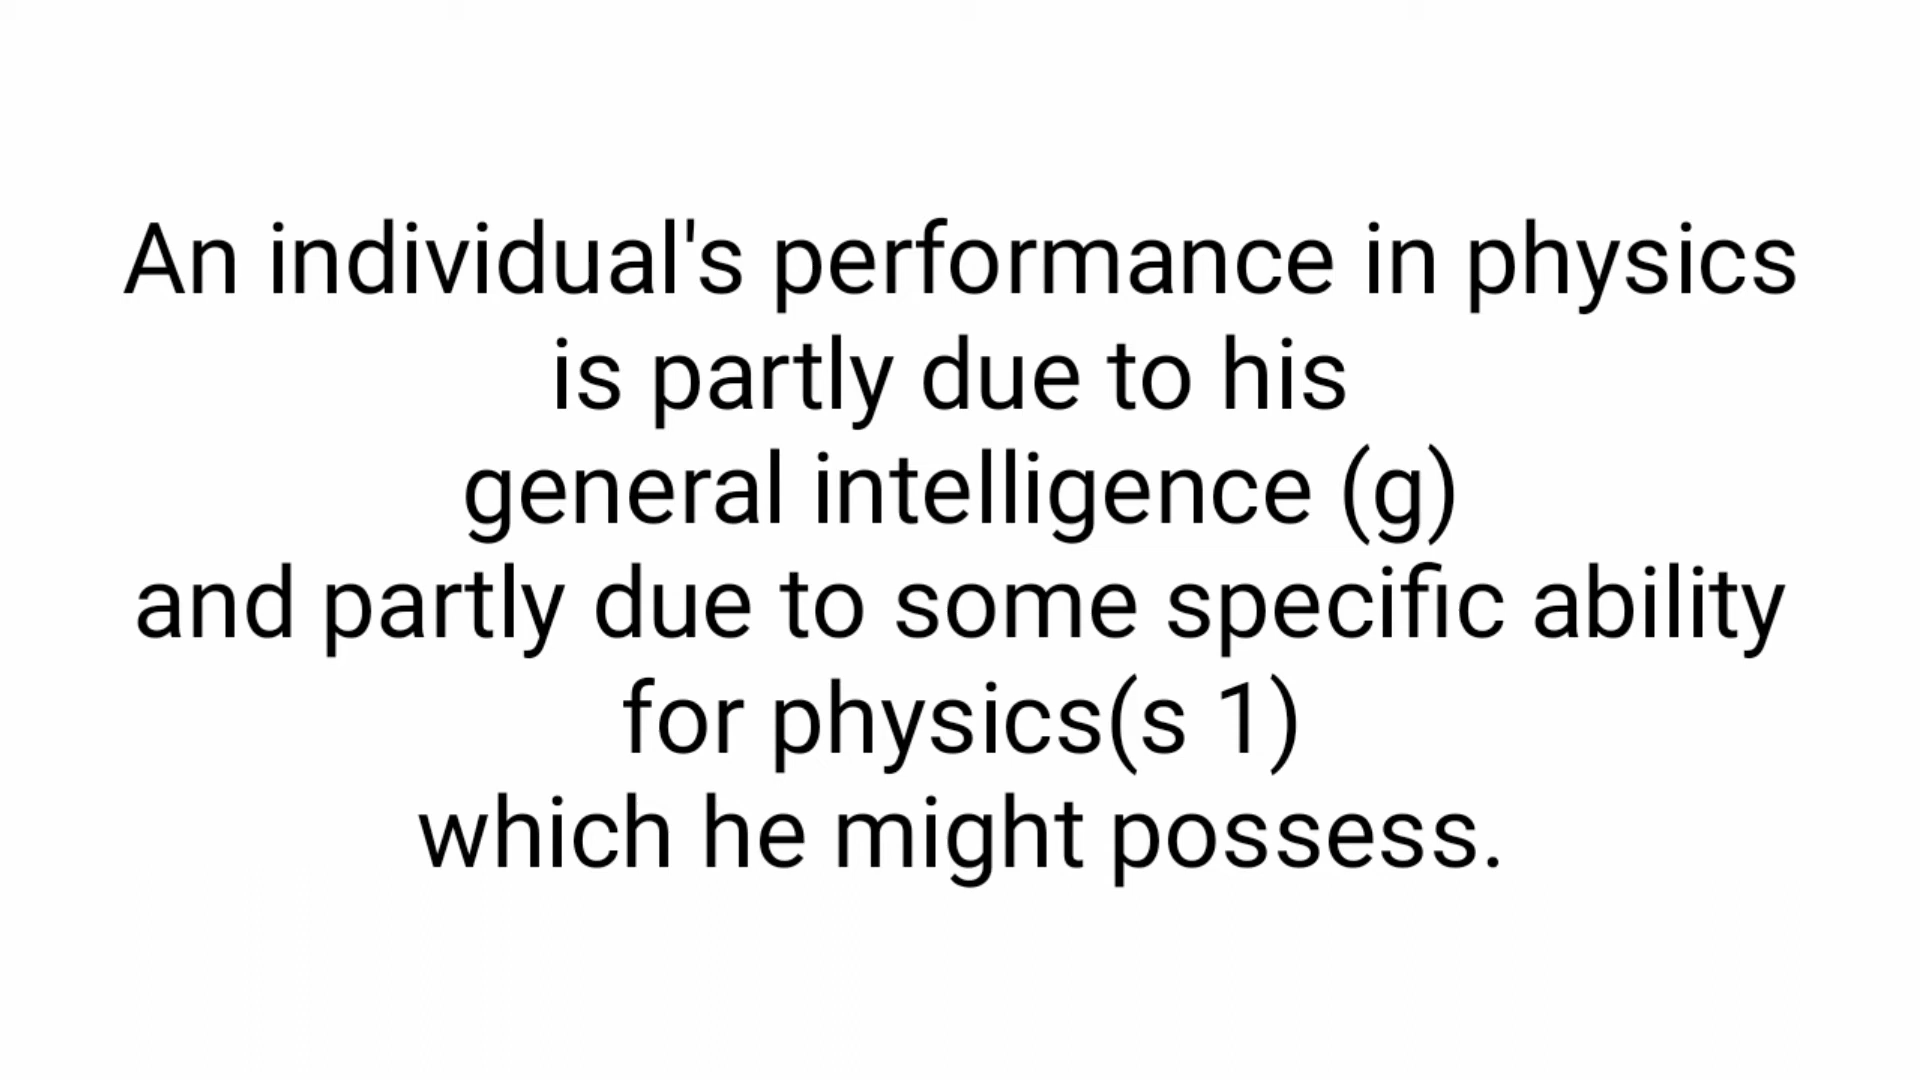 An individual's performance in physics
is partly due to his
general intelligence (g)
and partly due to some specific ability
for physics(s 1)
which he might possess.